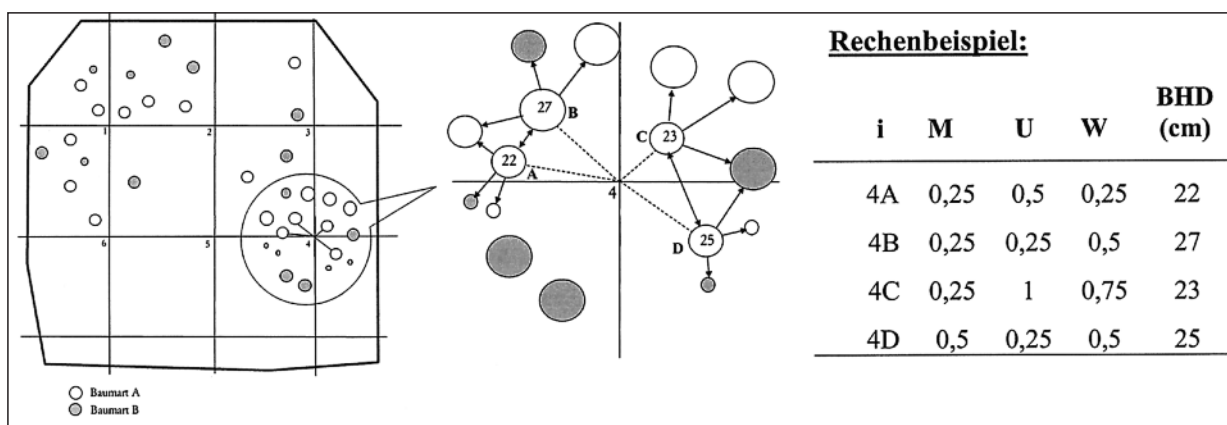 1
2
3
6
5
4
Baumart A
Baumart B
27
B
22
A
4
C
23
D
25
Rechenbeispiel:
i M U W BHD (cm)
4A 0,25 0,5 0,25 22
4B 0,25 0,25 0,5 27
4C 0,25 1 0,75 23
4D 0,5 0,25 0,5 25